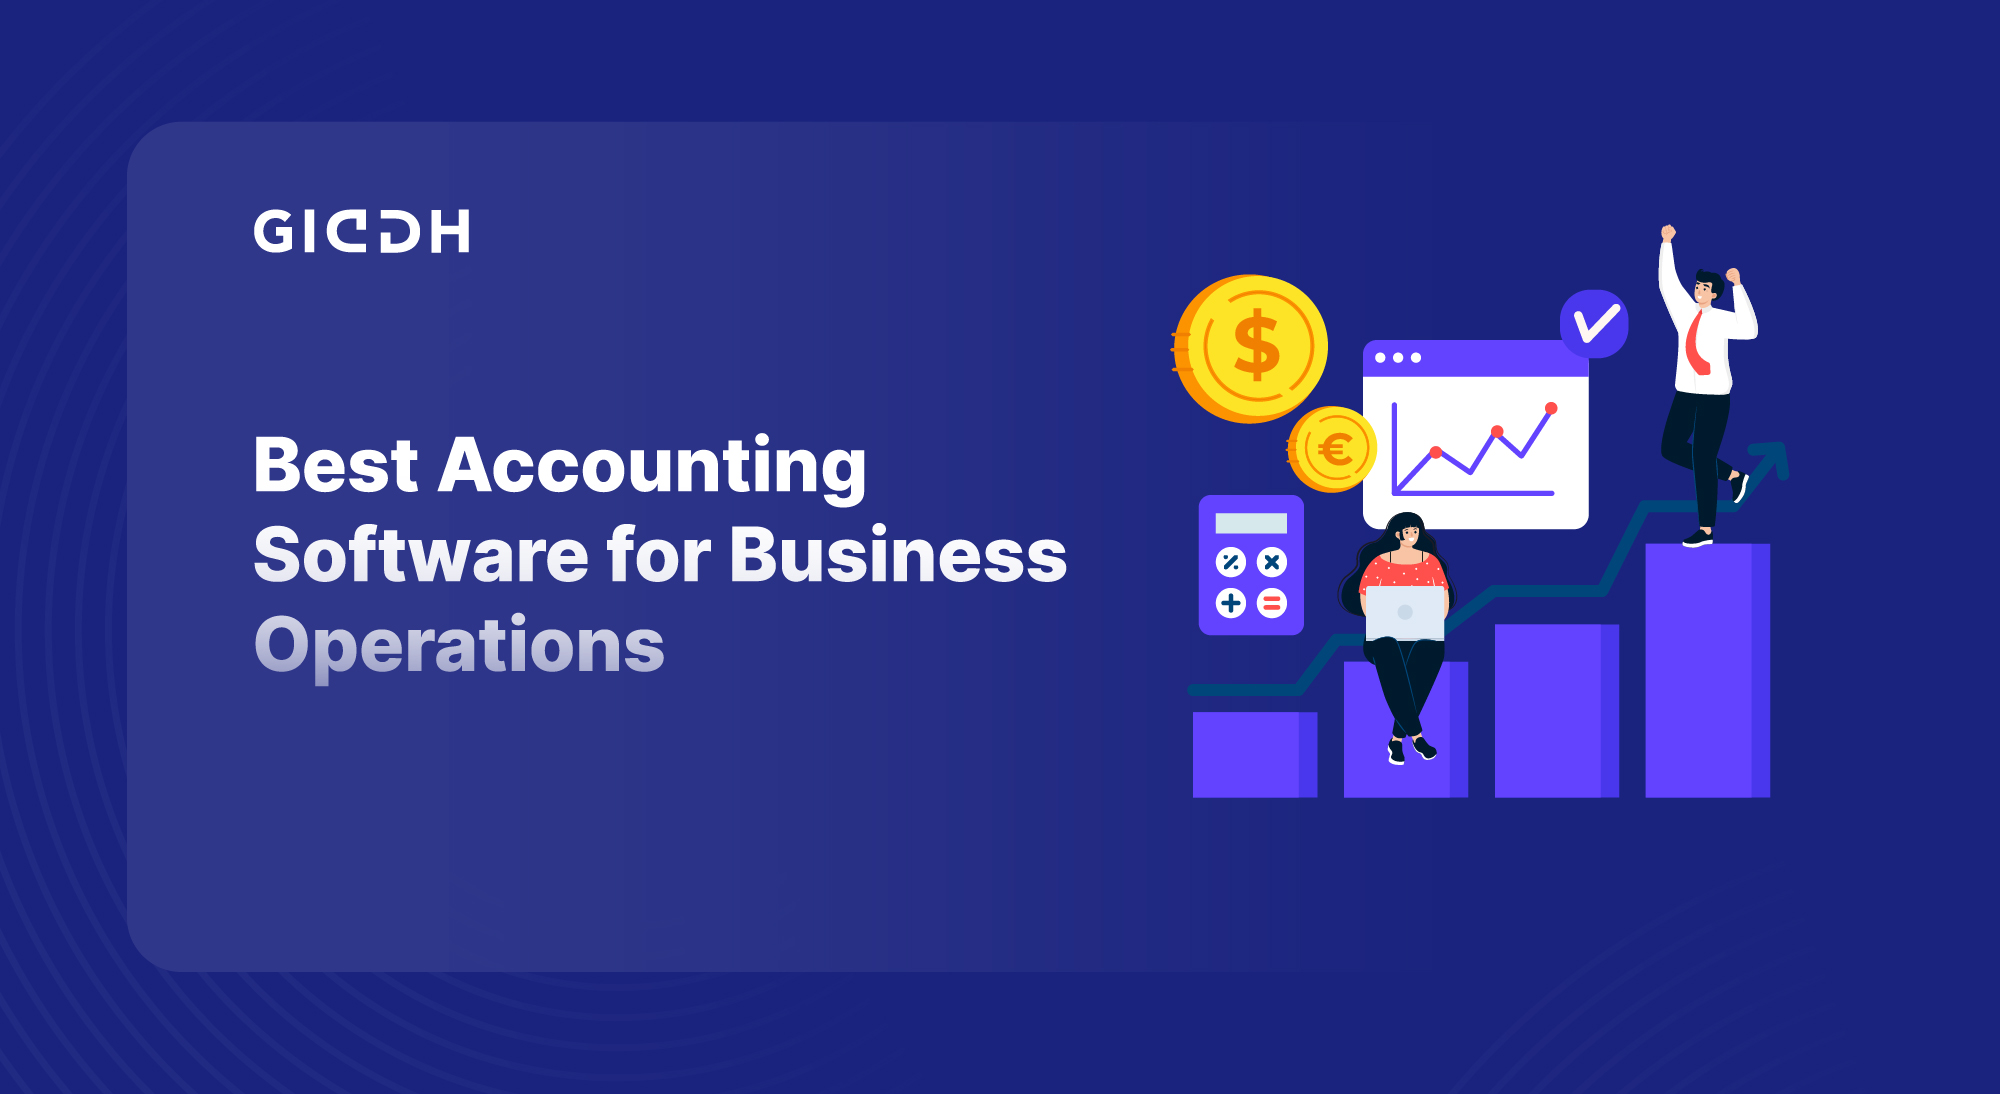 GIDDH
Best Accounting
Software for Business
Operations
$
€